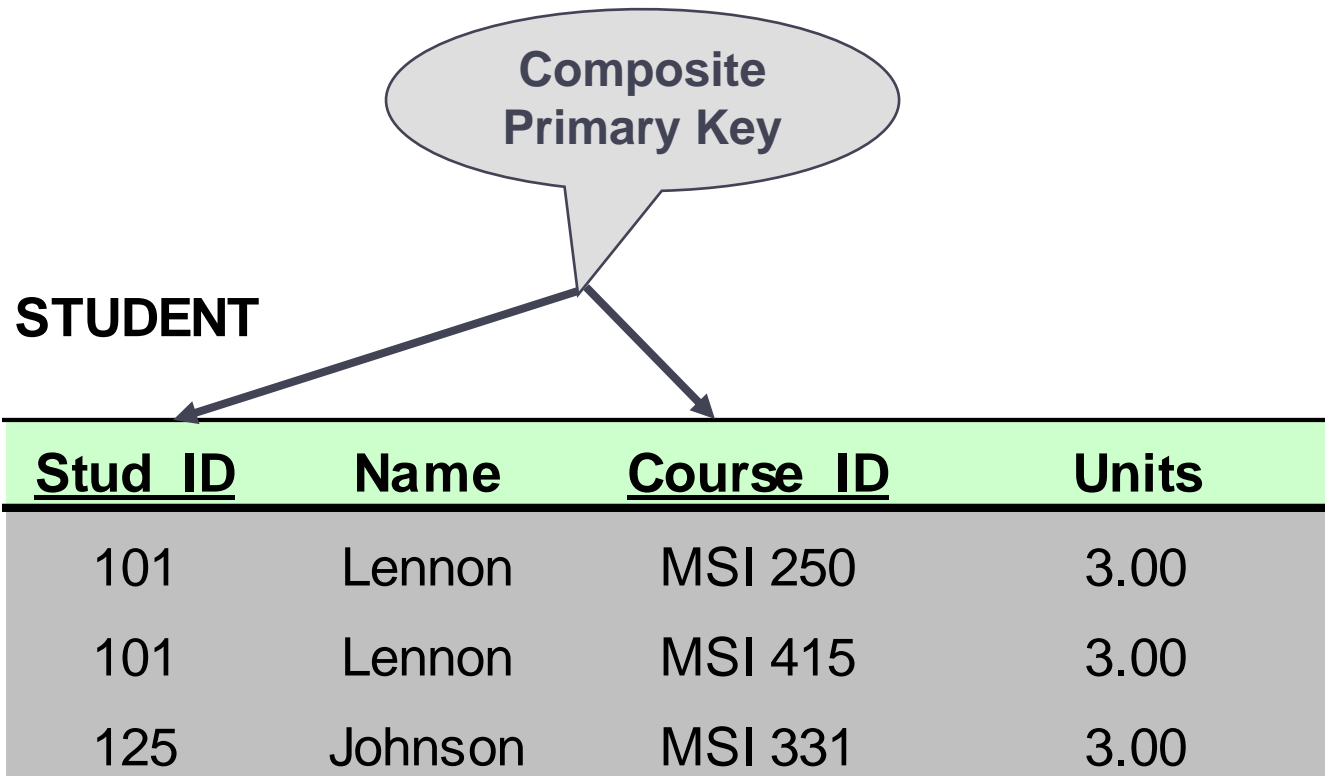 Composite
Primary Key
STUDENT
Stud_ID Name Course_ID Units
101 Lennon MSI 250 3.00
101 Lennon MSI 415 3.00
125 Johnson MSI 331 3.00